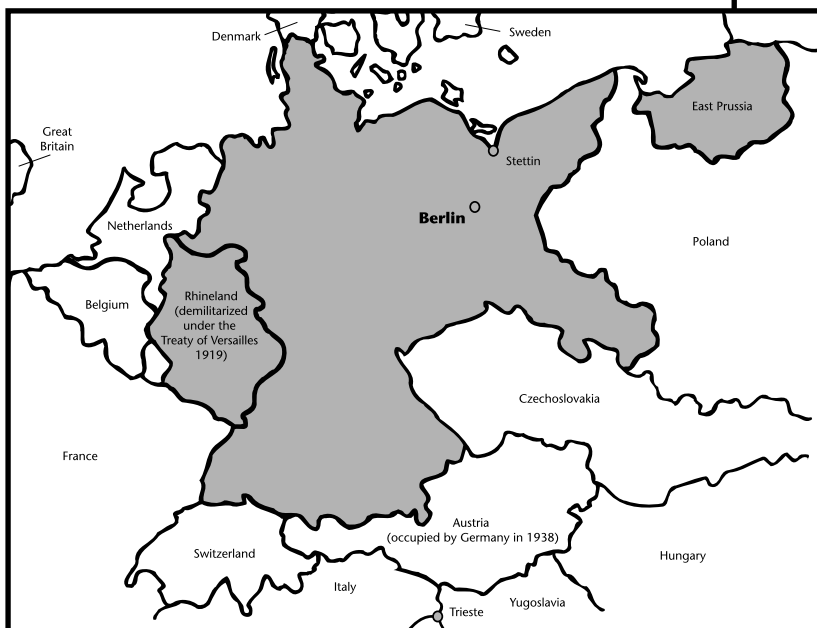 Denmark
Sweden
East Prussia
Great
Britain
Stettin
Berlin
Netherlands
Poland
Belgium
Rhineland
(demilitarized
under the
Treaty of Versailles
1919)
Czechoslovakia
France
Austria
(occupied by Germany in 1938)
Switzerland
Hungary
Italy
Yugoslavia
Trieste